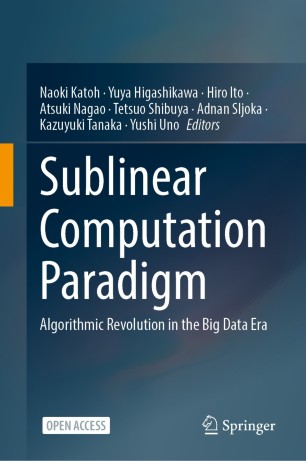 Naoki Katoh · Yuya Higashikawa · Hiro Ito ·
Atsuki Nagao · Tetsuo Shibuya · Adnan SIjoka ·
Kazuyuki Tanaka · Yushi Uno Editors
Sublinear
Computation
Paradigm
Algorithmic Revolution in the Big Data Era
OPEN ACCESS
Springer